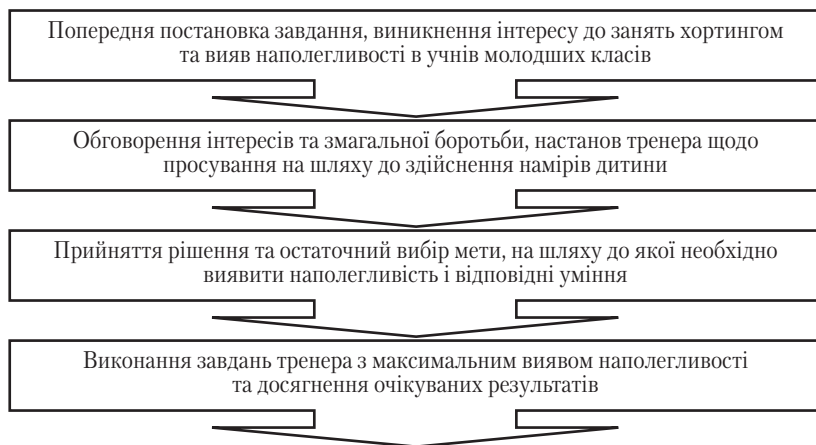 Попередня постановка завдання, виникнення інтересу до занять хортингом
та вияв наполегливості в учнів молодших класів
Обговорення інтересів та змагальної боротьби, настанов тренера щодо
просування на шляху до здійснення намірів дитини
Прийняття рішення та остаточний вибір мети, на шляху до якої необхідно
виявити наполегливість і відповідні уміння
Виконання завдань тренера з максимальним виявом наполегливості
та досягнення очікуваних результатів